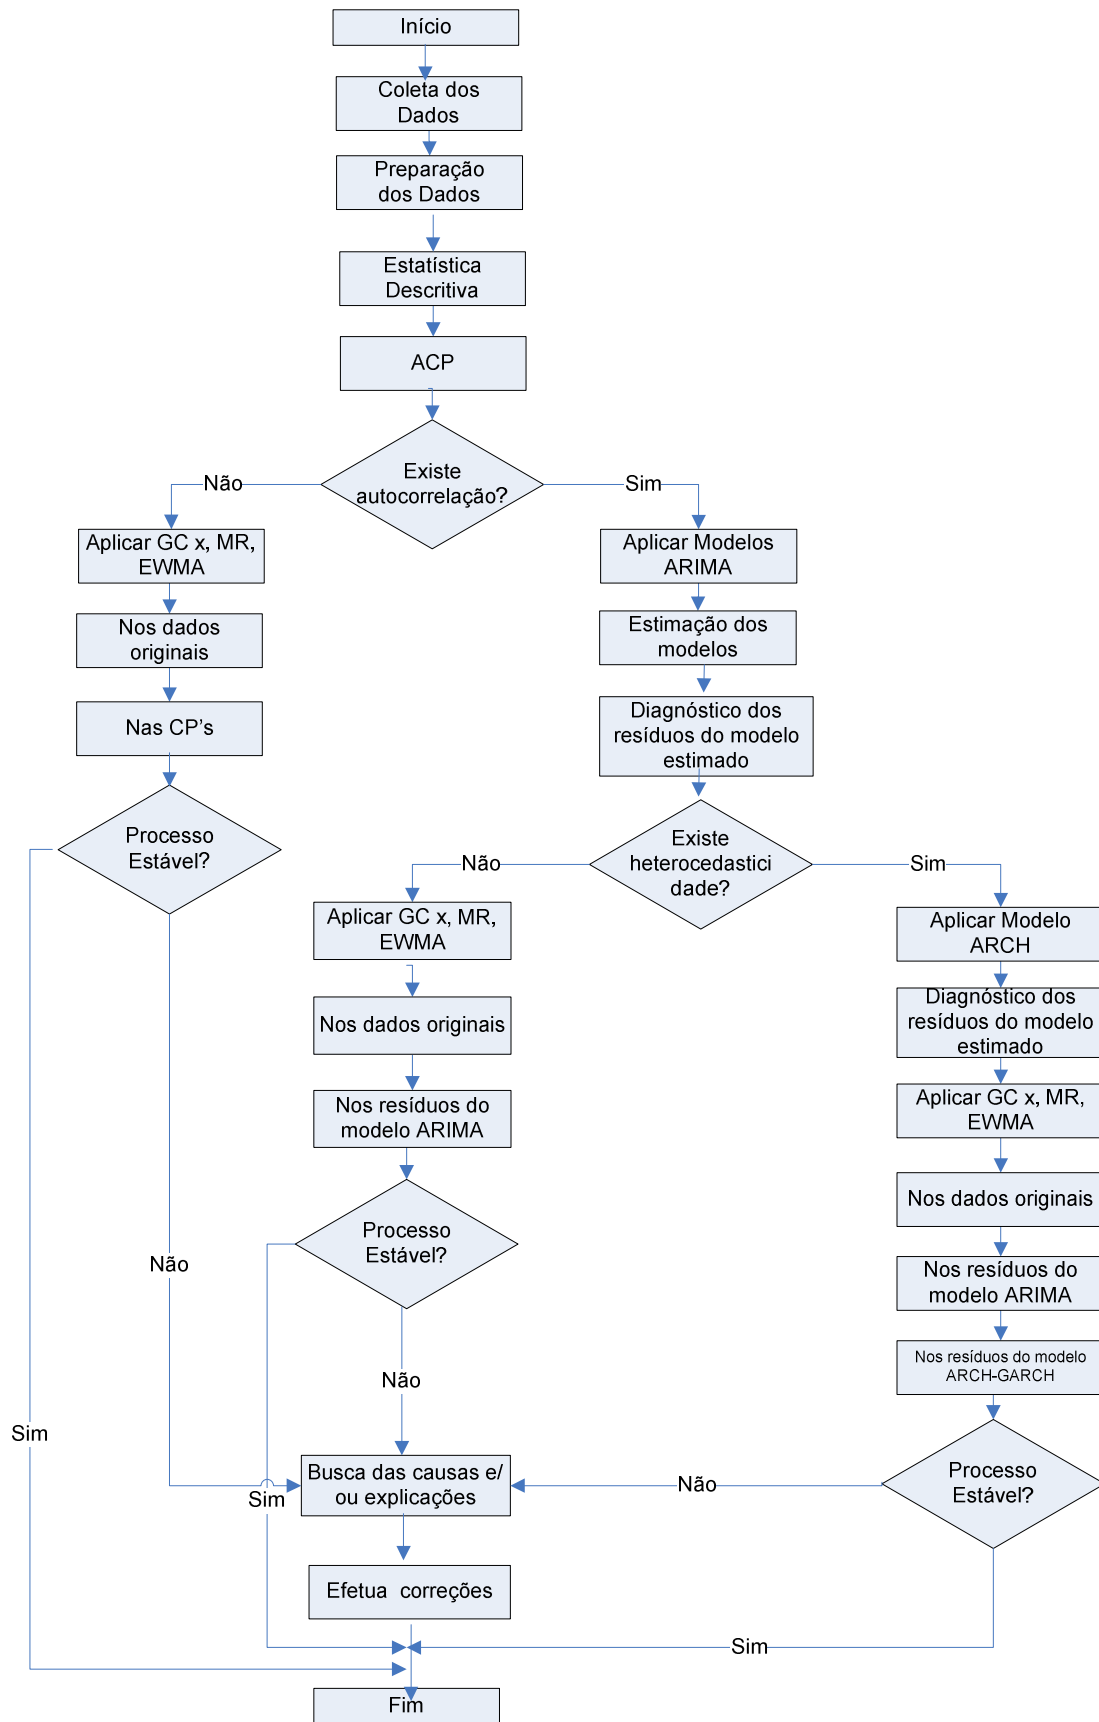 Início
Coleta dos
Dados
Preparação
dos Dados
Estatística
Descritiva
ACP
Existe
autocorrelação?
Não
Sim
Aplicar GC x, MR,
EWMA
Nos dados
originais
Nas CP's
Processo
Estável?
Aplicar Modelos
ARIMA
Estimação dos
modelos
Diagnóstico dos
resíduos do modelo
estimado
Existe
heterocedastici
dade?
Não
Sim
Aplicar GC x, MR,
EWMA
Nos dados originais
Nos resíduos do
modelo ARIMA
Processo
Estável?
Aplicar Modelo
ARCH
Diagnóstico dos
resíduos do modelo
estimado
Aplicar GC x, MR,
EWMA
Nos dados originais
Nos resíduos do
modelo ARIMA
Nos resíduos do modelo
ARCH-GARCH
Processo
Estável?
Não
Não
Sim
Sim
Não
Busca das causas e/
ou explicações
Efetua correções
Sim
Fim